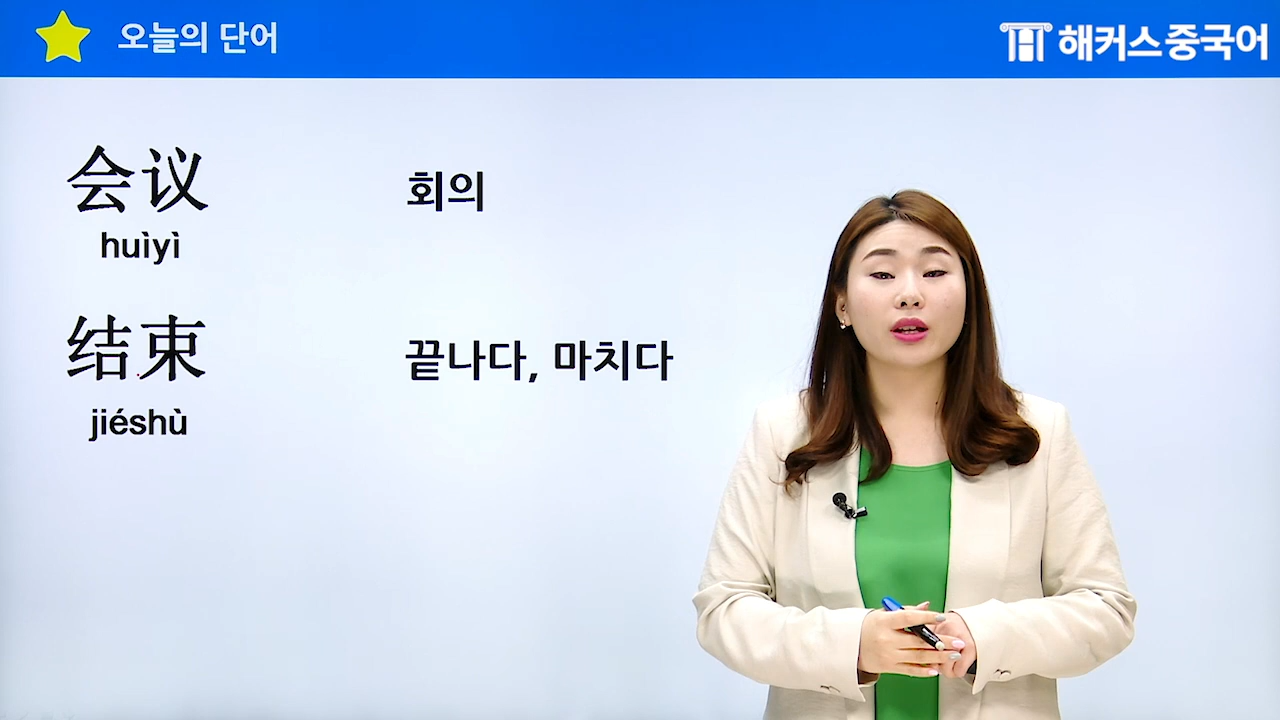 오늘의 단어
해커스중국어
会议 회의
huìyì
结束 끝나다, 마치다
jiéshù